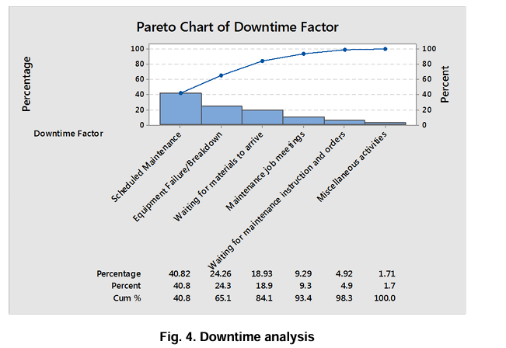 Pareto Chart of Downtime Factor
100 100
80 80
60 60
40 40
20 20
0 0
Percentage
Percent
Downtime Factor
Scheduled Maintenance
Equipment Failure/Breakdown
Waiting for materials to arrive
Maintenance job meetings
Waiting for maintenance instruction and orders
Miscellaneous activities
Percentage 40.82 24.26 18.93 9.29 4.92 1.71
Percent 40.8 24.3 18.9 9.3 4.9 1.7
Cum % 40.8 65.1 84.1 93.4 98.3 100.0
Fig. 4. Downtime analysis